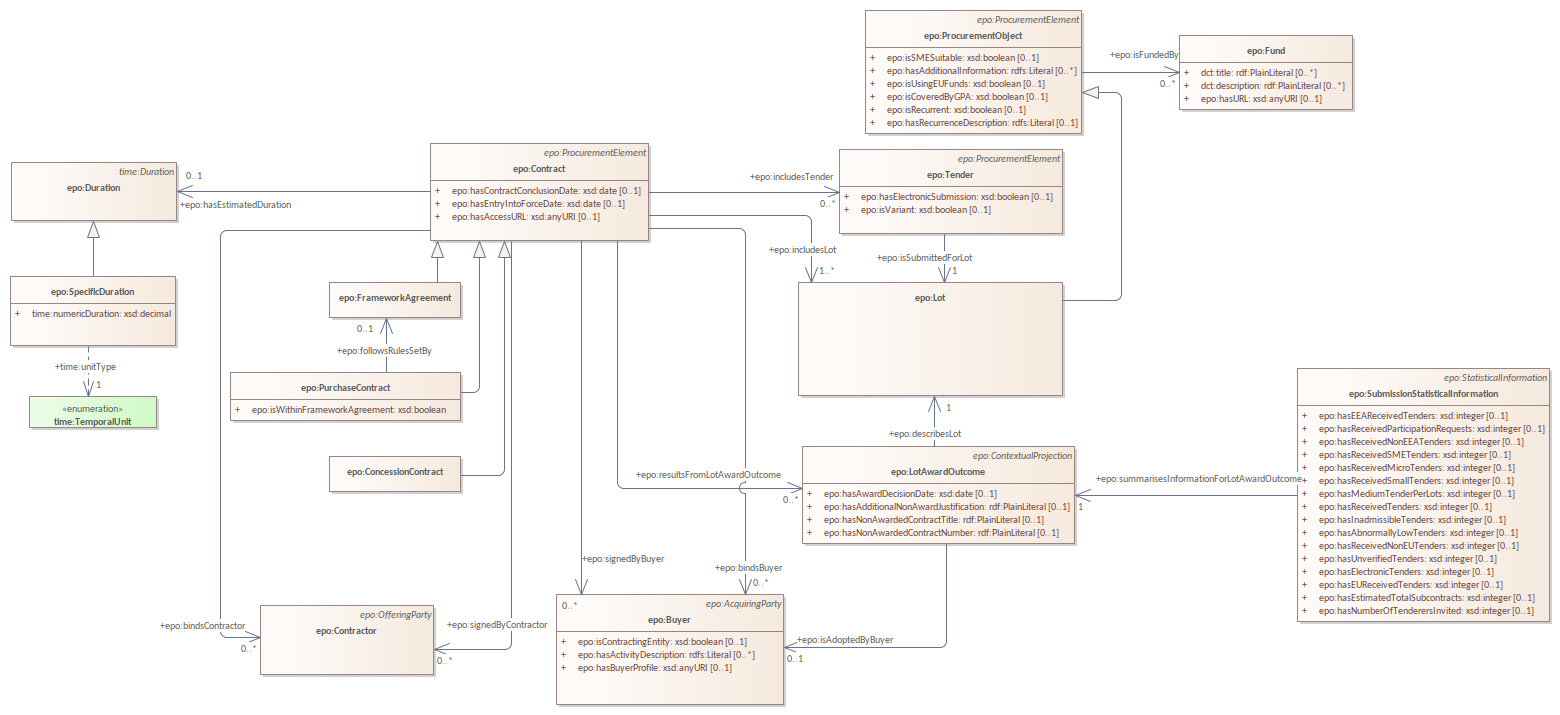 epo:ProcurementElement
epo:ProcurementObject
+ epo:isSMESuitable: xsd:boolean [0..1]
+ epo:hasAdditionalInformation: rdfs:Literal [0..*]
+ epo:isUsingEUFunds: xsd:boolean [0..1]
+ epo:isCoveredByGPA: xsd:boolean [0..1]
+ epo:isRecurrent: xsd:boolean [0..1]
+ epo:hasRecurrenceDescription: rdfs:Literal [0..1]
+epo:isFundedBy
0..*
epo:Fund
+ dct:title: rdf:PlainLiteral [0..*]
+ dct:description: rdf:PlainLiteral [0..*]
+ epo:hasURL: xsd:anyURI [0..1]
time:Duration
epo:Duration
0..1
+epo:hasEstimatedDuration
epo:ProcurementElement
epo:Contract
+ epo:hasContractConclusionDate: xsd:date [0..1]
+ epo:hasEntryIntoForceDate: xsd:date [0..1]
+ epo:hasAccessURL: xsd:anyURI [0..1]
+epo:includesTender
0..*
epo:ProcurementElement
epo:Tender
+ epo:hasElectronicSubmission: xsd:boolean [0..1]
+ epo:isVariant: xsd:boolean [0..1]
+epo:includesLot
1..*
+epo:isSubmittedForLot
1
epo:SpecificDuration
+ time:numericDuration: xsd:decimal
+time:unitType
1
«enumeration»
time:TemporalUnit
epo:FrameworkAgreement
0..1
+epo:followsRulesSetBy
epo:PurchaseContract
+ epo:isWithinFrameworkAgreement: xsd:boolean
epo:ConcessionContract
epo:Lot
1
+epo:describesLot
+epo:resultsFromLotAwardOutcome
0..*
epo:ContextualProjection
epo:LotAwardOutcome
+ epo:hasAwardDecisionDate: xsd:date [0..1]
+ epo:hasAdditionalNonAwardJustification: rdf:PlainLiteral [0..1]
+ epo:hasNonAwardedContractTitle: rdf:PlainLiteral [0..1]
+ epo:hasNonAwardedContractNumber: rdf:PlainLiteral [0..1]
+epo:summarisesInformationForLotAwardOutcome
1
epo:StatisticalInformation
epo:SubmissionStatisticalInformation
+ epo:hasEEAReceivedTenders: xsd:integer [0..1]
+ epo:hasReceivedParticipationRequests: xsd:integer [0..1]
+ epo:hasReceivedNonEEATenders: xsd:integer [0..1]
+ epo:hasReceivedSMETenders: xsd:integer [0..1]
+ epo:hasReceivedMicroTenders: xsd:integer [0..1]
+ epo:hasReceivedSmallTenders: xsd:integer [0..1]
+ epo:hasMediumTenderPerLots: xsd:integer [0..1]
+ epo:hasReceivedTenders: xsd:integer [0..1]
+ epo:hasInadmissibleTenders: xsd:integer [0..1]
+ epo:hasAbnormallyLowTenders: xsd:integer [0..1]
+ epo:hasReceivedNonEUTenders: xsd:integer [0..1]
+ epo:hasUnverifiedTenders: xsd:integer [0..1]
+ epo:hasElectronicTenders: xsd:integer [0..1]
+ epo:hasEUReceivedTenders: xsd:integer [0..1]
+ epo:hasEstimatedTotalSubcontracts: xsd:integer [0..1]
+ epo:hasNumberOfTenderersInvited: xsd:integer [0..1]
+epo:signedByBuyer
0..*
+epo:bindsBuyer
0..*
+epo:bindsContractor
0..*
epo:OfferingParty
epo:Contractor
+epo:signedByContractor
0..*
epo:AcquiringParty
epo:Buyer
+ epo:isContractingEntity: xsd:boolean [0..1]
+ epo:hasActivityDescription: rdfs:Literal [0..*]
+ epo:hasBuyerProfile: xsd:anyURI [0..1]
+epo:isAdoptedByBuyer
0..1